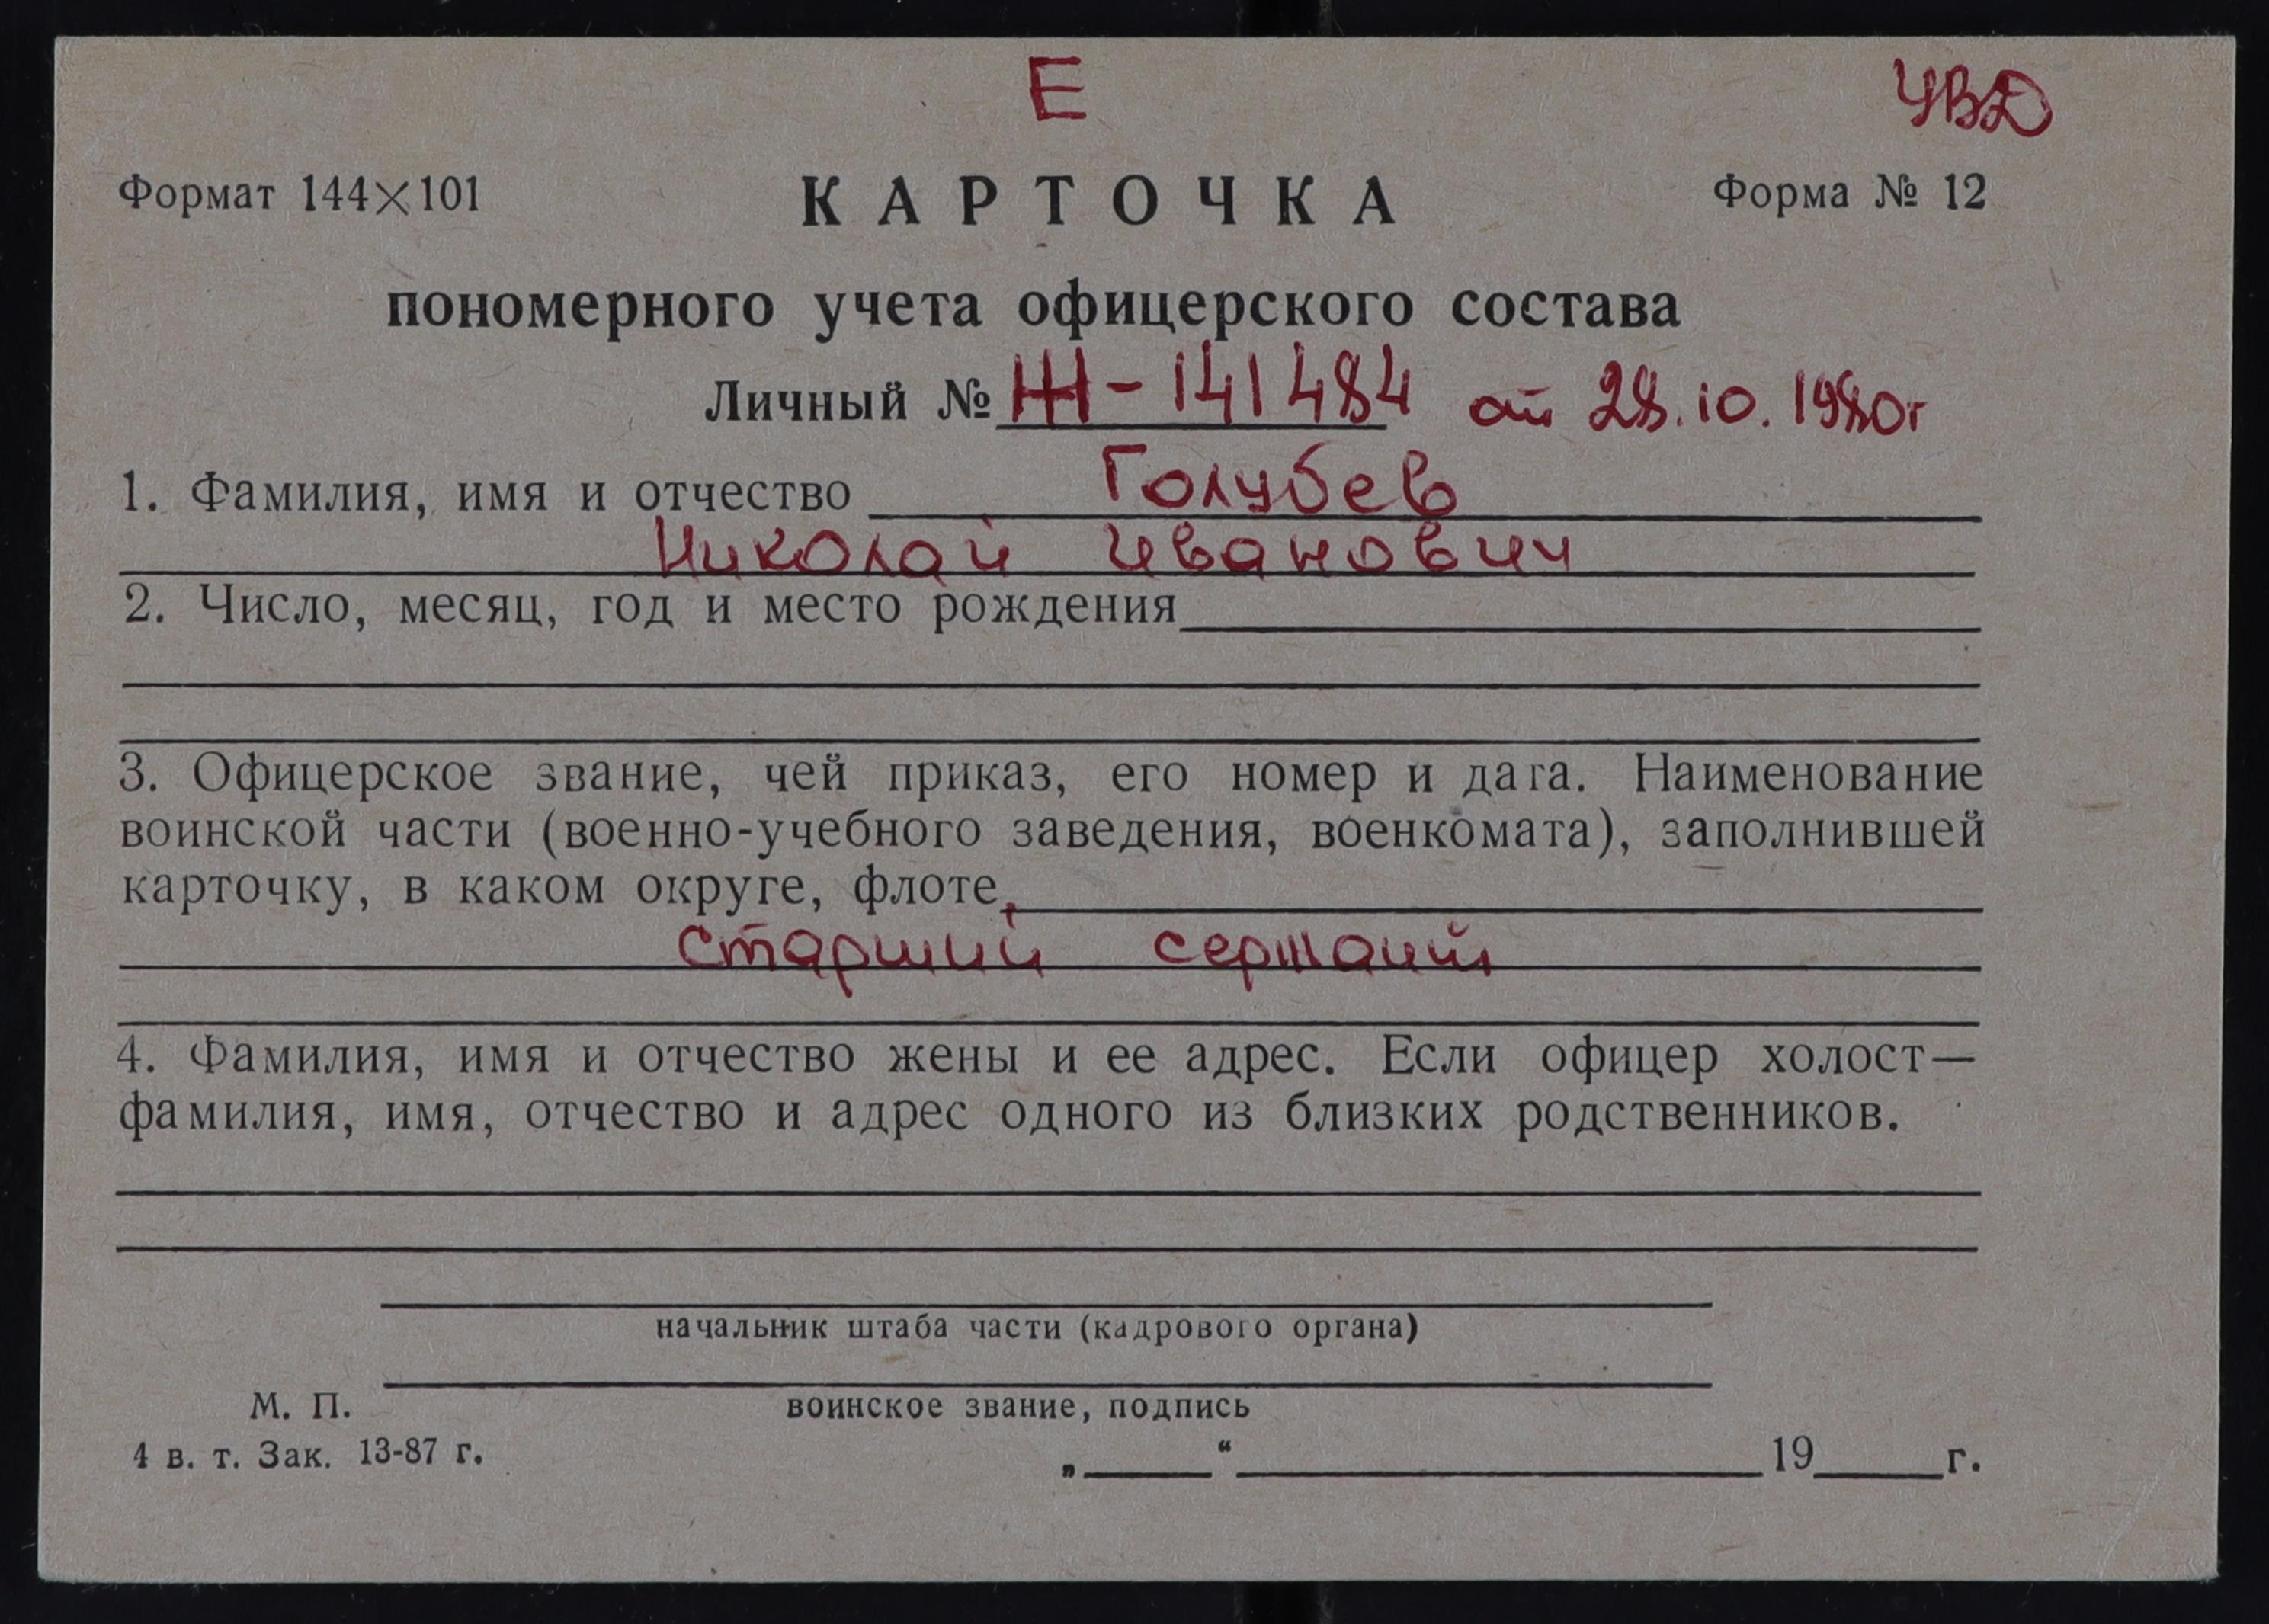 Е УВД
Формат 144×101 КАРТОЧКА Форма № 12
пономерного учета офицерского состава
Личный № Ж-141484 от 28.10.1980г
1. Фамилия, имя и отчество Голубев
Николай Иванович
2. Число, месяц, год и место рождения
3. Офицерское звание, чей приказ, его номер и дата. Наименование
воинской части (военно-учебного заведения, военкомата), заполнившей
карточку, в каком округе, флоте,
старший сержант
4. Фамилия, имя и отчество жены и ее адрес. Если офицер холост—
фамилия, имя, отчество и адрес одного из близких родственников.
начальник штаба части (кадрового органа)
М. П. воинское звание, подпись
4 в. т. Зак. 13-87 г. „____“ ____ 19____г.